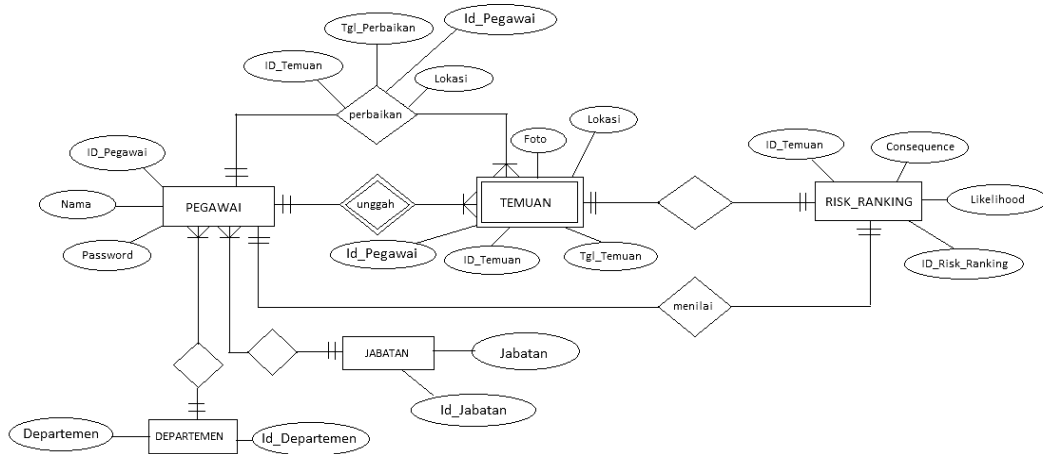 Id_Pegawai
Tgl_Perbaikan
ID_Temuan
Lokasi
perbaikan
Lokasi
Foto
ID_Pegawai
ID_Temuan
Consequence
Nama
PEGAWAI
unggah
TEMUAN
RISK_RANKING
Likelihood
Password
Id_Pegawai
ID_Temuan
Tgl_Temuan
ID_Risk_Ranking
menilai
JABATAN
Jabatan
Id_Jabatan
Departemen
DEPARTEMEN
Id_Departemen